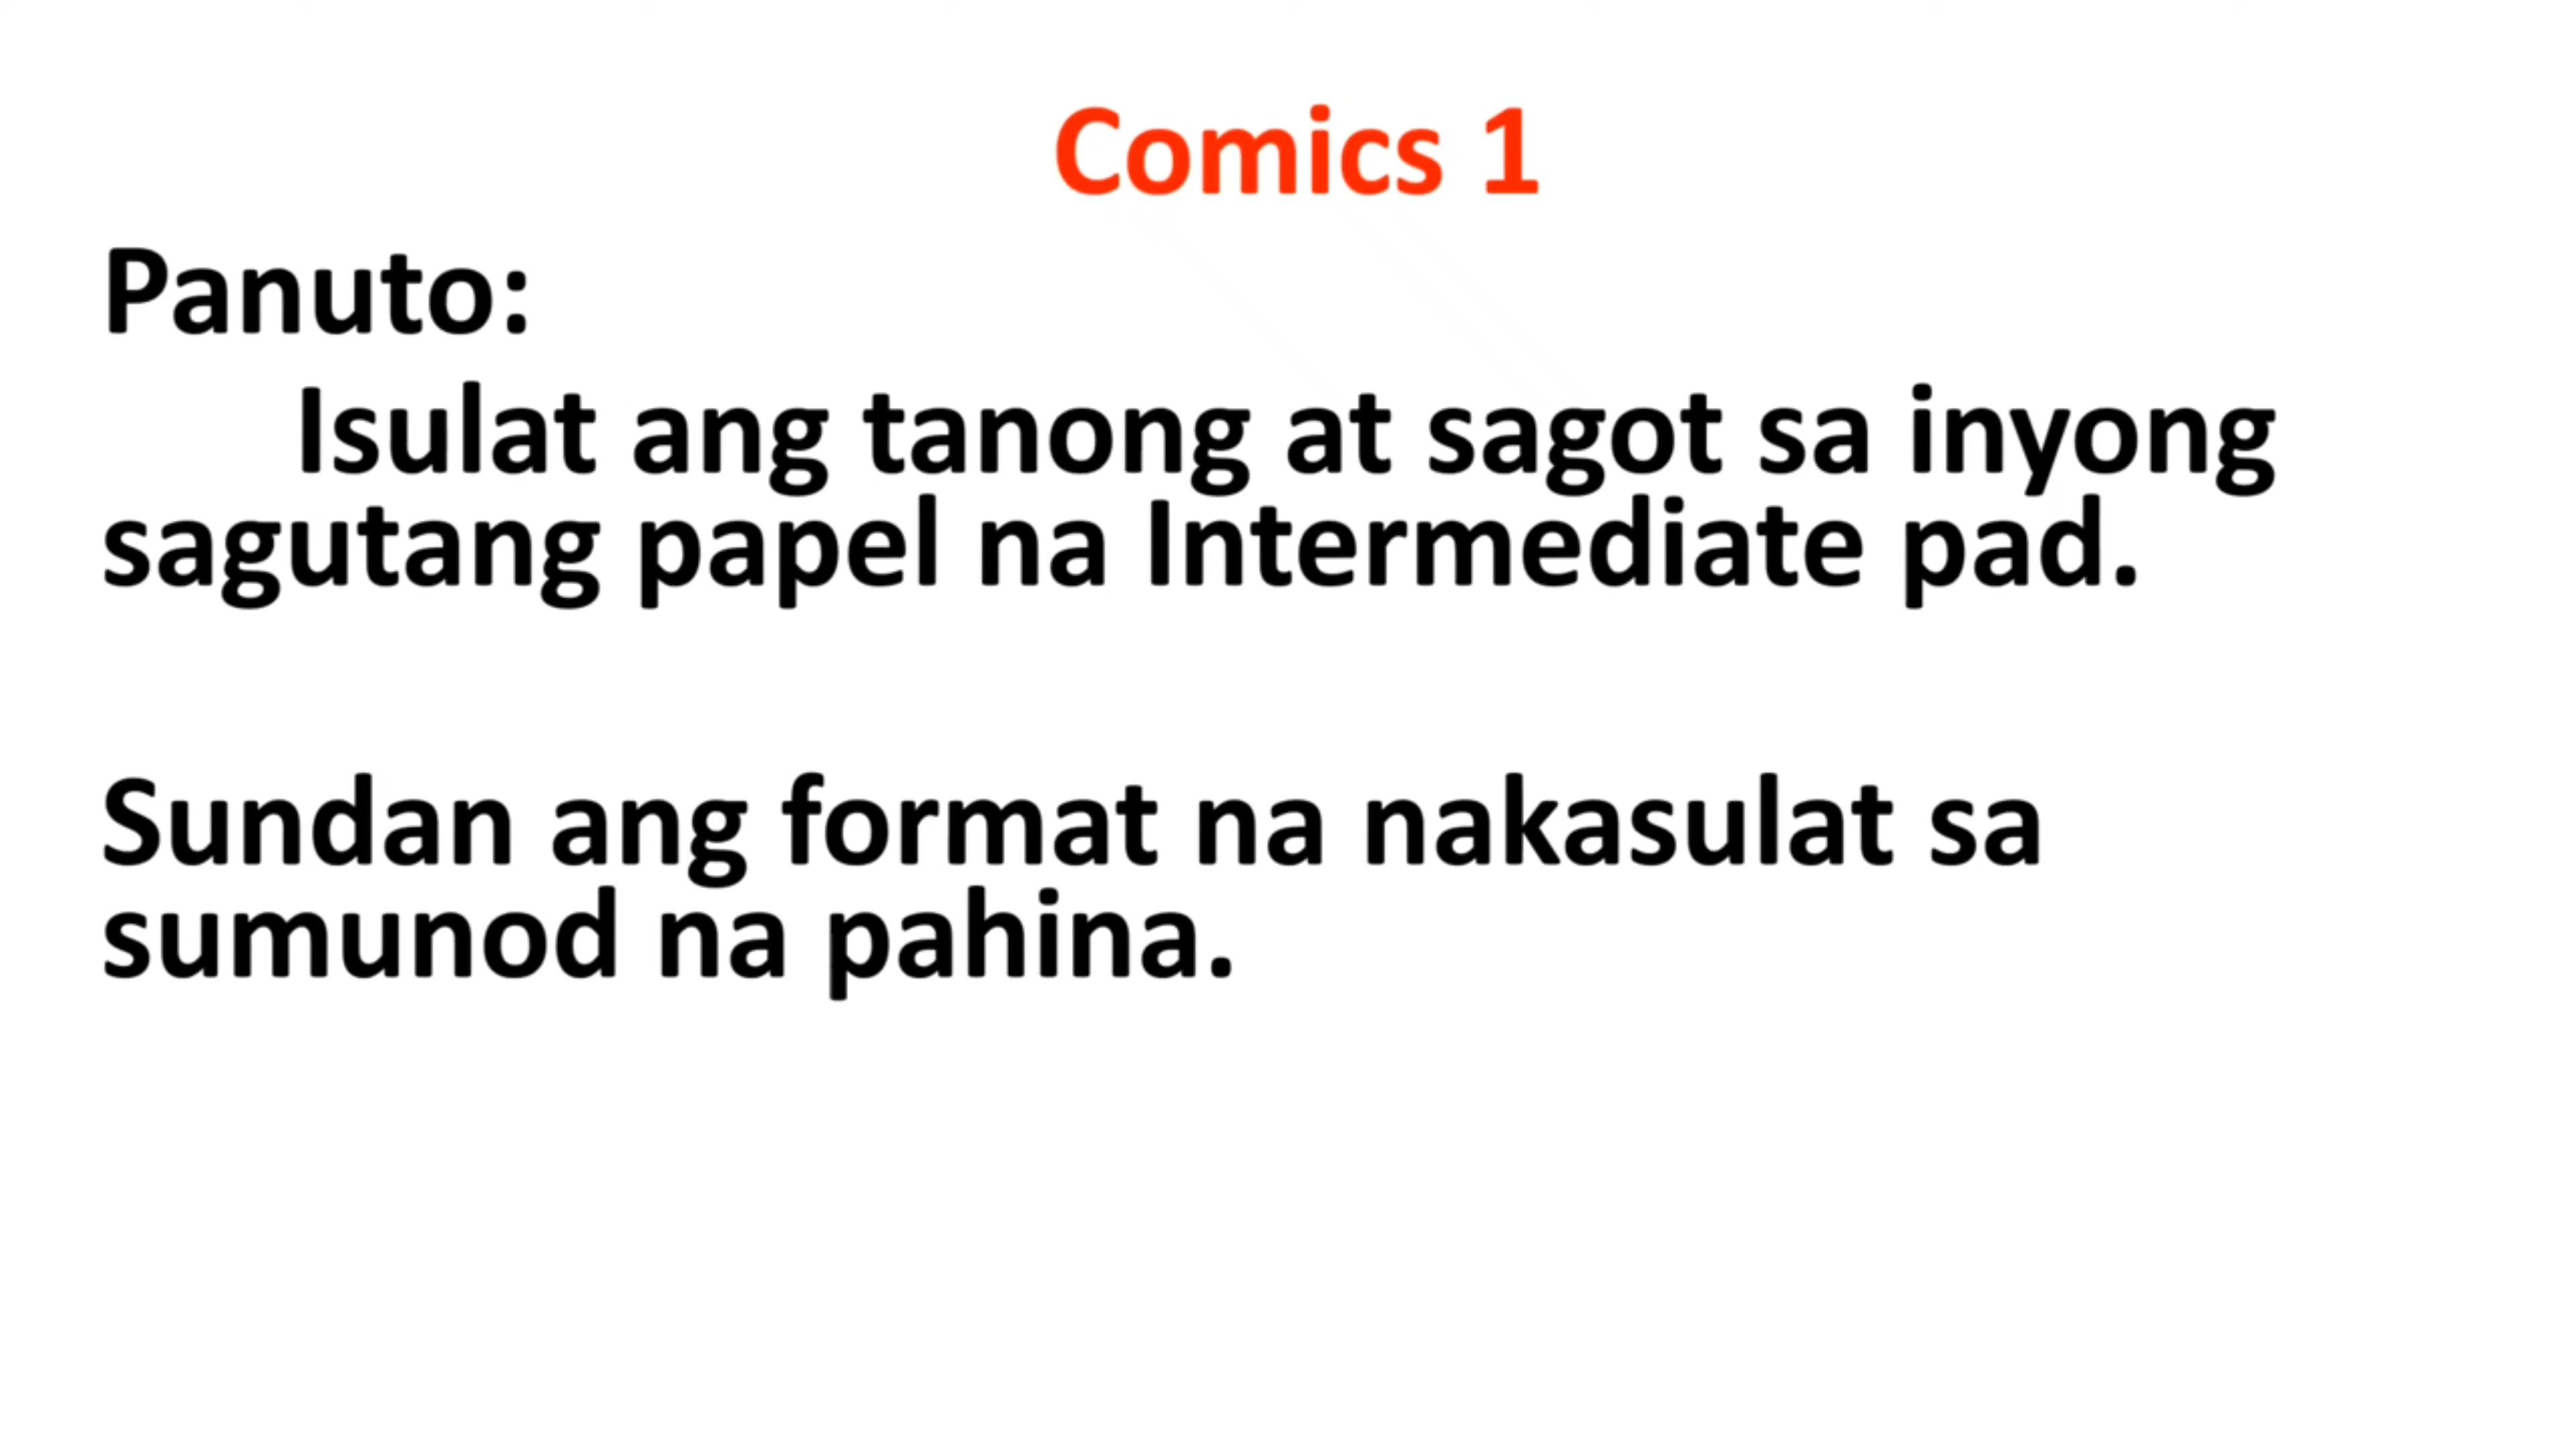 Comics 1
Panuto:
Isulat ang tanong at sagot sa inyong
sagutang papel na Intermediate pad.
Sundan ang format na nakasulat sa
sumunod na pahina.